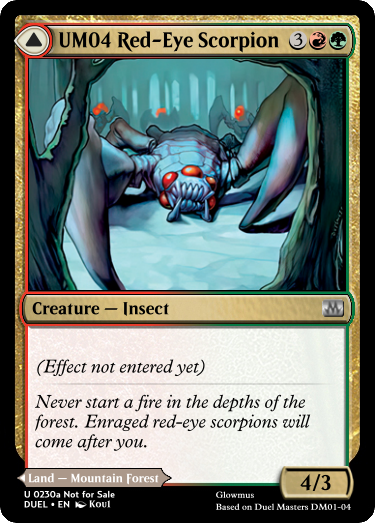 UM04 Red-Eye Scorpion 3
Creature — Insect
(Effect not entered yet)
Never start a fire in the depths of the
forest. Enraged red-eye scorpions will
come after you.
Land — Mountain Forest
4/3
U 0230a Not for Sale
DUEL • EN Koul
Glowmus
Based on Duel Masters DM01-04